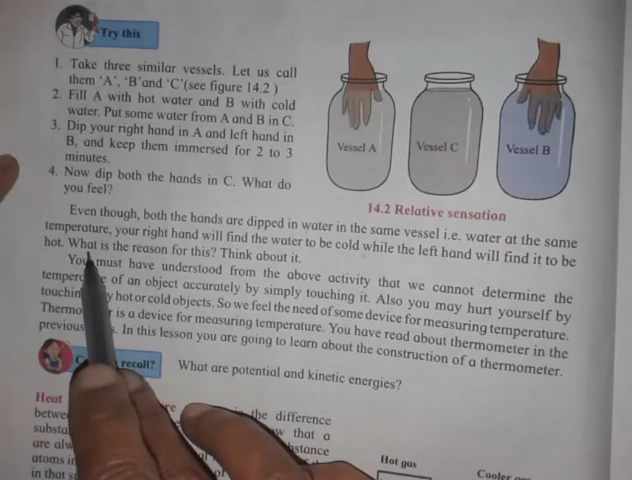 Try this
1. Take three similar vessels. Let us call
them 'A', 'B'and 'C'(see figure 14.2 )
2. Fill A with hot water and B with cold
water. Put some water from A and B in C.
3. Dip your right hand in A and left hand in
B, and keep them immersed for 2 to 3
minutes.
4. Now dip both the hands in C. What do
you feel?
Vessel A
Vessel C
Vessel B
14.2 Relative sensation
Even though, both the hands are dipped in water in the same vessel i.e. water at the same
temperature, your right hand will find the water to be cold while the left hand will find it to be
hot. What is the reason for this? Think about it.
You must have understood from the above activity that we cannot determine the
of an object accurately by simply touching it. Also you may hurt yourself by
hot or cold objects. So we feel the need of some device for measuring temperature.
is a device for measuring temperature. You have read about thermometer in the
previous In this lesson you are going to learn about the construction of a thermometer.
recall?
What are potential and kinetic energies?
Heat
the difference
that a
are
atoms
in that
Hot gas
Cooler